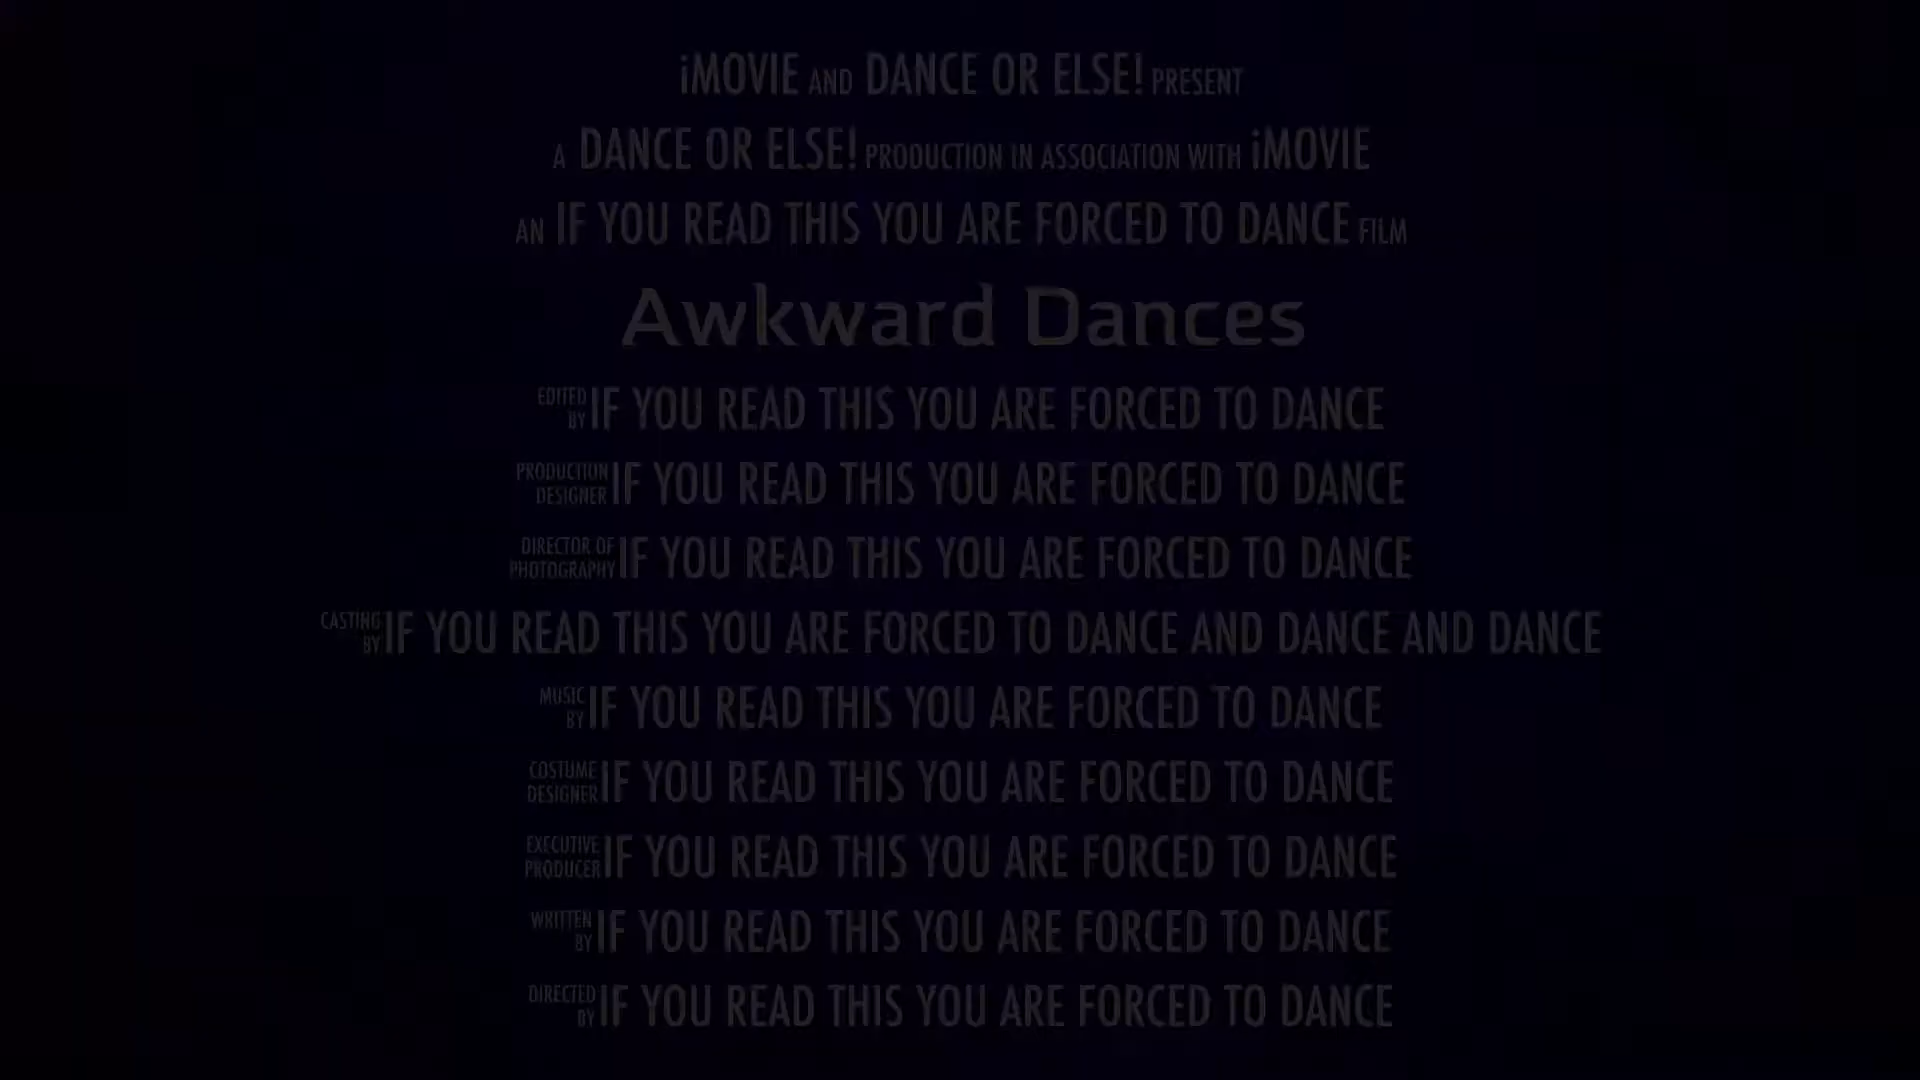 iMOVIE AND DANCE OR ELSE! PRESENT
A DANCE OR ELSE! PRODUCTION IN ASSOCIATION WITH iMOVIE
AN IF YOU READ THIS YOU ARE FORCED TO DANCE FILM
Awkward Dances
EDITED BY IF YOU READ THIS YOU ARE FORCED TO DANCE
PRODUCTION DESIGNER IF YOU READ THIS YOU ARE FORCED TO DANCE
DIRECTOR OF PHOTOGRAPHY IF YOU READ THIS YOU ARE FORCED TO DANCE
CASTING BY IF YOU READ THIS YOU ARE FORCED TO DANCE AND DANCE AND DANCE
MUSIC BY IF YOU READ THIS YOU ARE FORCED TO DANCE
COSTUME DESIGNER IF YOU READ THIS YOU ARE FORCED TO DANCE
EXECUTIVE PRODUCER IF YOU READ THIS YOU ARE FORCED TO DANCE
WRITTEN BY IF YOU READ THIS YOU ARE FORCED TO DANCE
DIRECTED BY IF YOU READ THIS YOU ARE FORCED TO DANCE